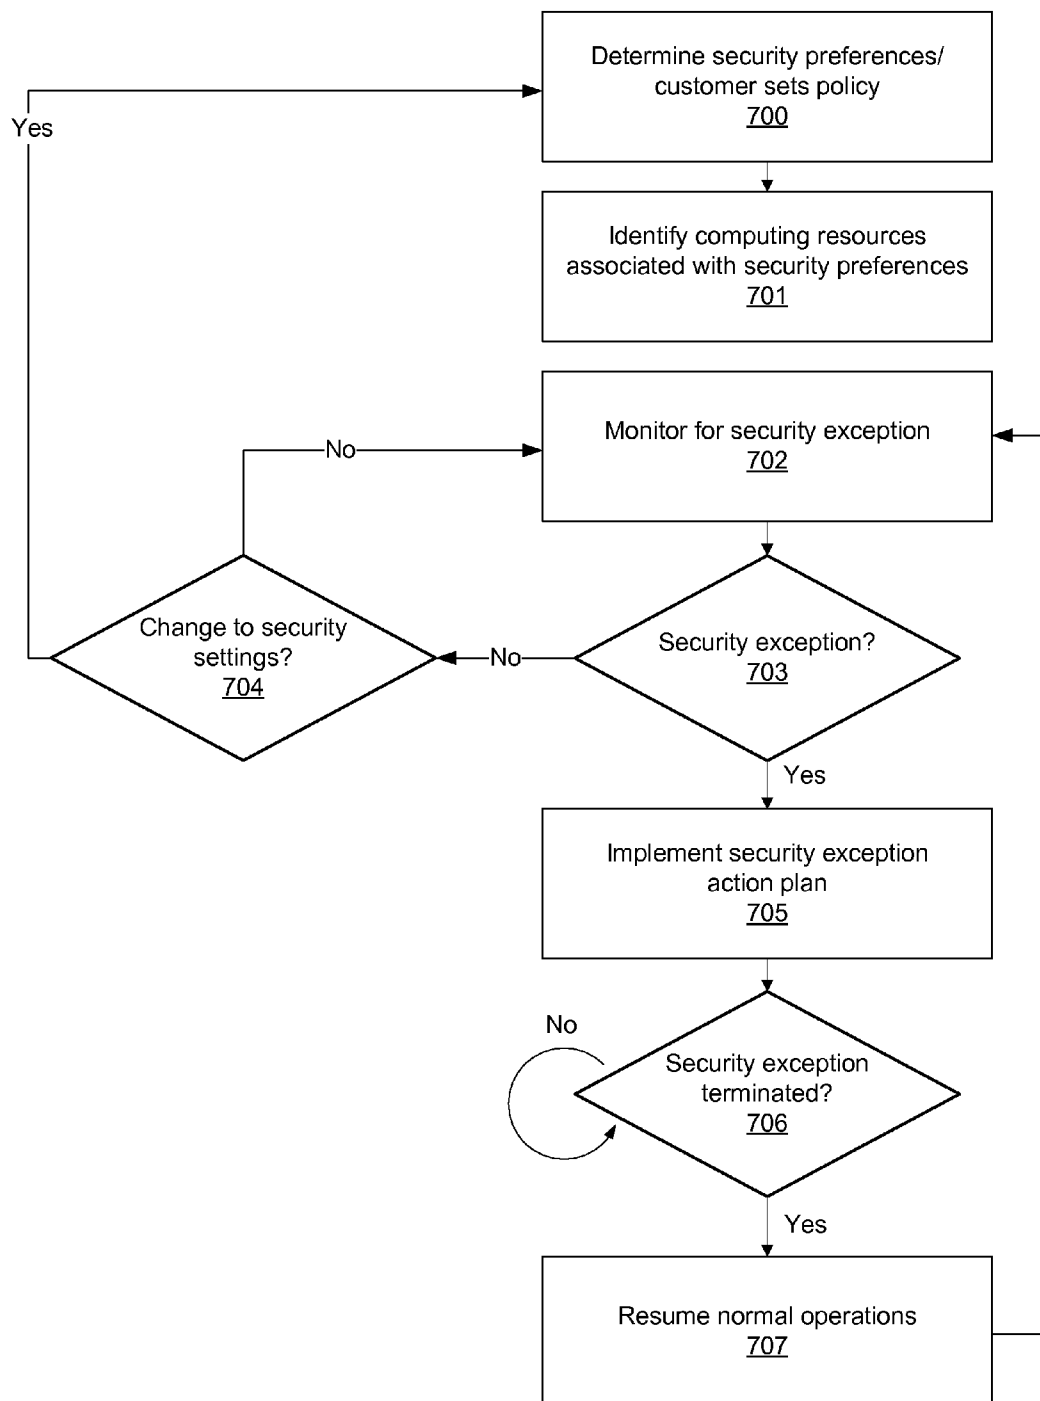 Determine security preferences/
customer sets policy
700
Yes
Identify computing resources
associated with security preferences
701
Monitor for security exception
702
No
Change to security
settings?
704
No
Security exception?
703
Yes
Implement security exception
action plan
705
No
Security exception
terminated?
706
Yes
Resume normal operations
707